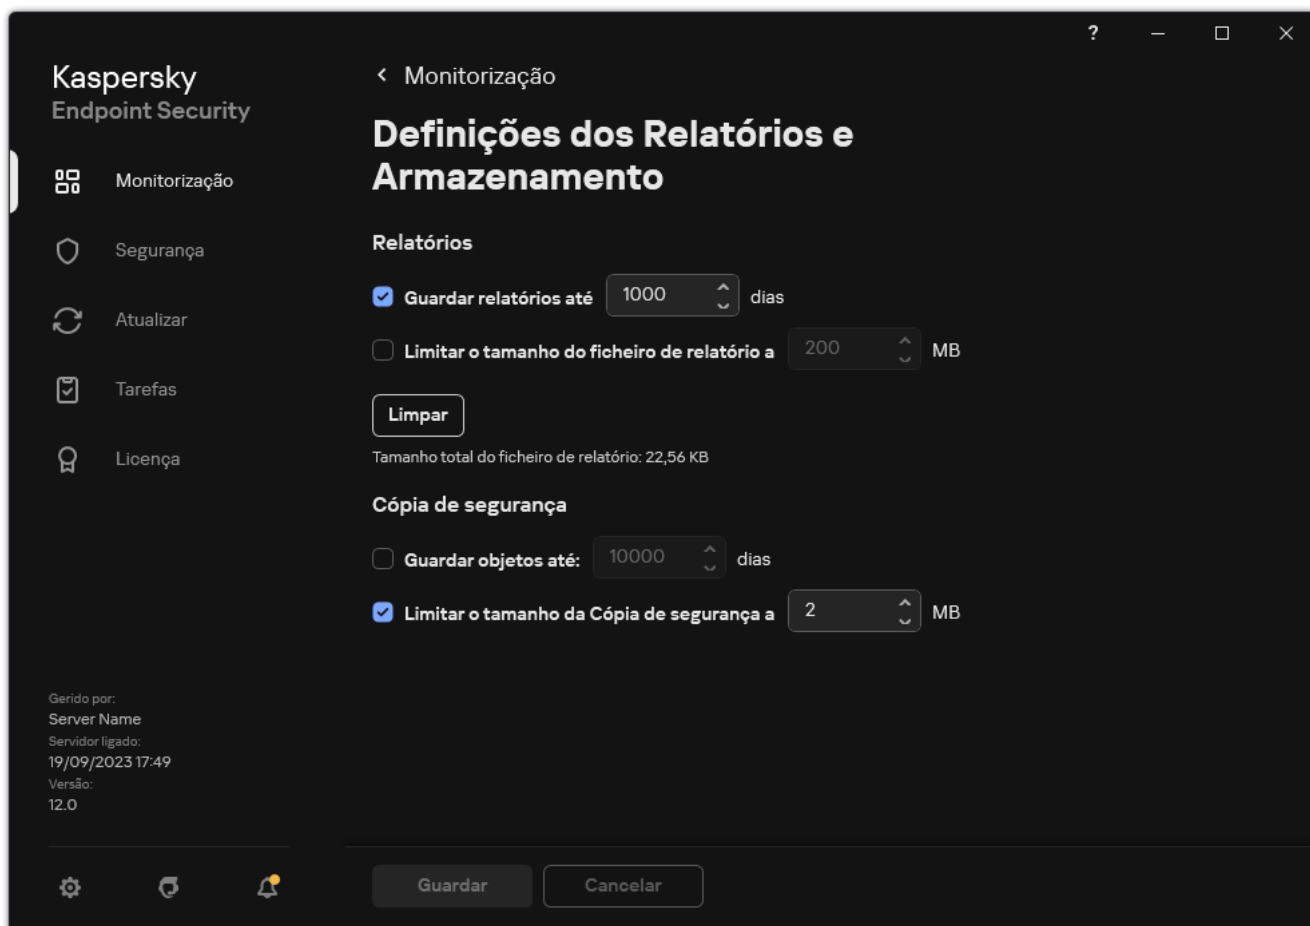 ?
Kaspersky
Endpoint Security
Monitorização
Segurança
Atualizar
Tarefas
Licença
Gerido por:
Server Name
Servidor ligado:
19/09/2023 17:49
Versão:
12.0
Monitorização
Definições dos Relatórios e
Armazenamento
Relatórios
Guardar relatórios até 1000 dias
Limitar o tamanho do ficheiro de relatório a 200 MB
Limpar
Tamanho total do ficheiro de relatório: 22,56 KB
Cópia de segurança
Guardar objetos até: 10000 dias
Limitar o tamanho da Cópia de segurança a 2 MB
Guardar Cancelar